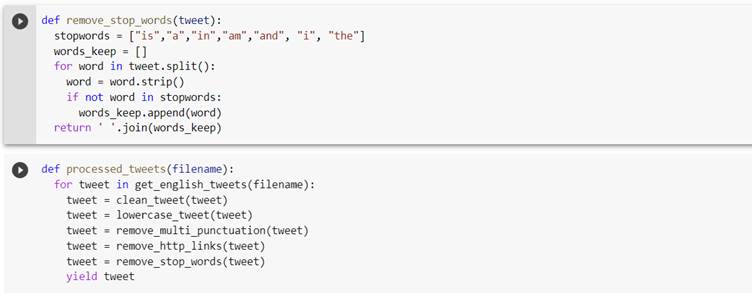 def remove_stop_words(tweet):
  stopwords = ["is","a","in","am","and", "i", "the"]
  words_keep = []
  for word in tweet.split():
    word = word.strip()
    if not word in stopwords:
      words_keep.append(word)
  return ' '.join(words_keep)
def processed_tweets(filename):
  for tweet in get_english_tweets(filename):
    tweet = clean_tweet(tweet)
    tweet = lowercase_tweet(tweet)
    tweet = remove_multi_punctuation(tweet)
    tweet = remove_http_links(tweet)
    tweet = remove_stop_words(tweet)
    yield tweet